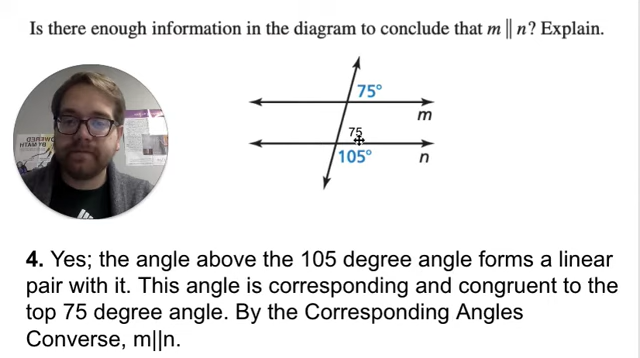 Is there enough information in the diagram to conclude that m || n? Explain.
75°
m
75
105°
n
4. Yes; the angle above the 105 degree angle forms a linear
pair with it. This angle is corresponding and congruent to the
top 75 degree angle. By the Corresponding Angles
Converse, m||n.